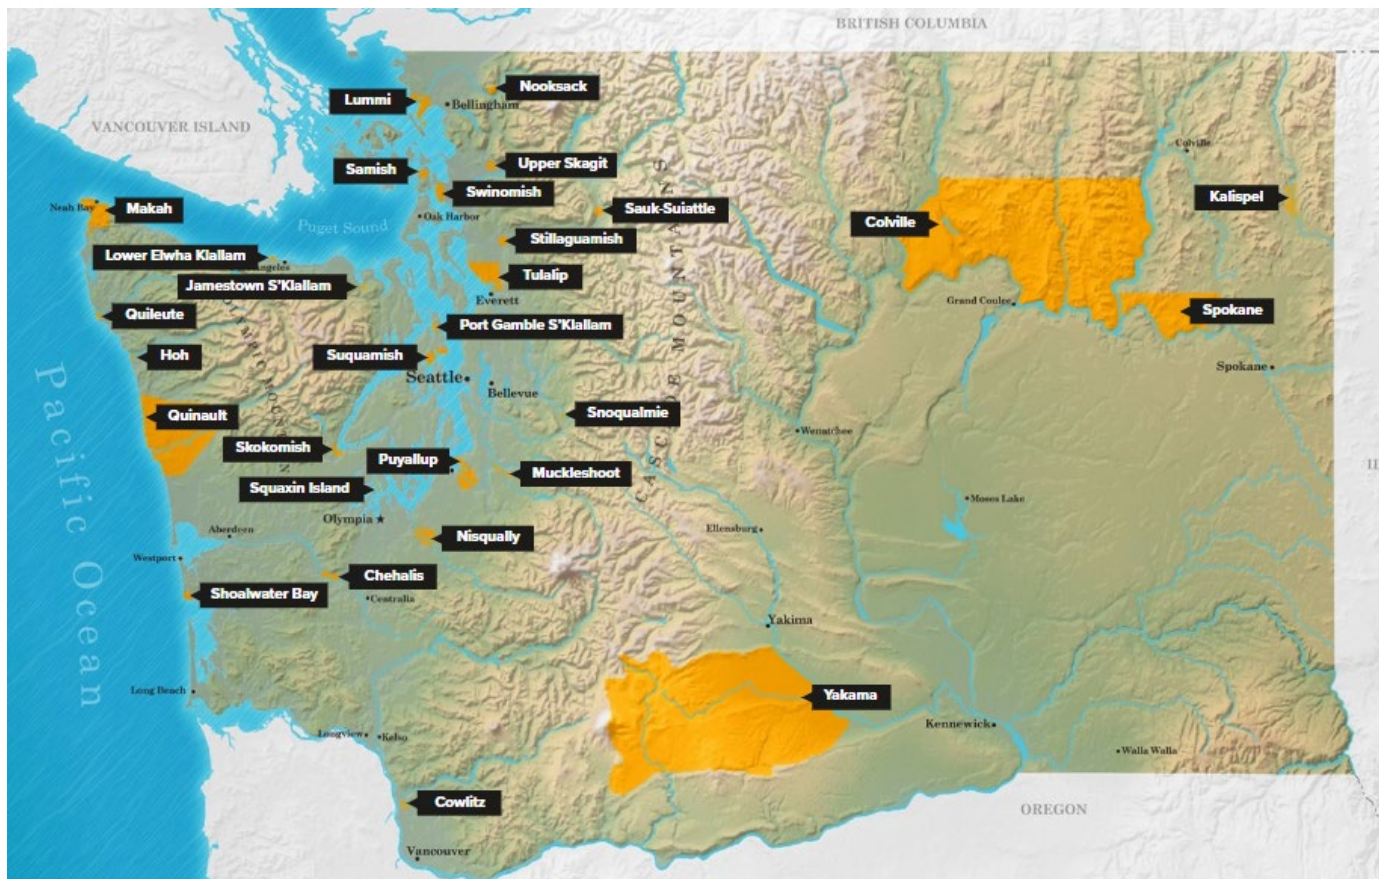 BRITISH COLUMBIA
Nooksack
Lummi
Bellingham
VANCOUVER ISLAND
Colville
Upper Skagit
Samish
Swinomish
Kalispel
Neah Bay
Makah
Sauk-Suiattle
Oak Harbor
Colville
Puget Sound
Stillaguamish
Lower Elwha Klallam
Angeles
Tulalip
Jamestown S'Klallam
Everett
Grand Coulee
Quileute
Port Gamble S'Klallam
Spokane
Hoh
Suquamish
Seattle
Spokane
Bellevue
OLYMPIC MOUN
CASCADE MOUNTAINS
Pacific Ocean
Quinault
Snoqualmie
Wenatchee
Skokomish
Puyallup
Muckleshoot
Squaxin Island
Moses Lake
Olympia
Aberdeen
Ellensburg
Nisqually
Westport
Chehalis
Shoalwater Bay
Centralia
Yakima
Long Beach
Yakama
Kennewick
Longview
Kelso
Walla Walla
Cowlitz
OREGON
Vancouver